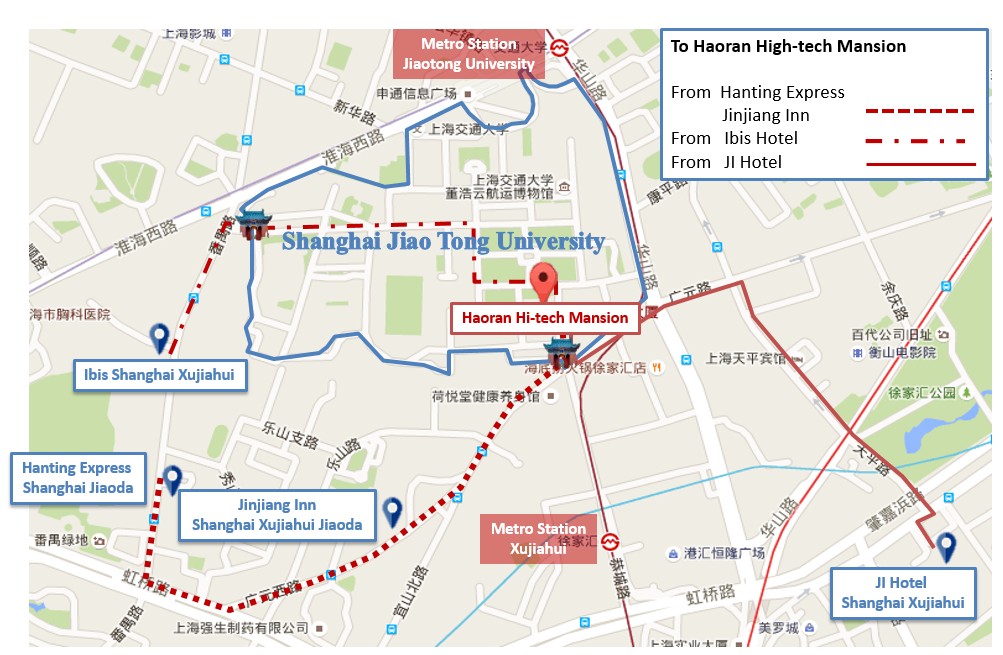 上海影城
Metro Station
Jiaotong University
交通大学
华山路
To Haoran High-tech Mansion
From Hanting Express
Jinjiang Inn
From Ibis Hotel
From JI Hotel
申通信息广场
新华路
上海交通大学
淮海西路
上海交通大学
董浩云航运博物馆
康平路
番禺路
淮海西路
Shanghai Jiao Tong University
华山路
广元路
余庆路
海市胸科医院
Haoran Hi-tech Mansion
百代公司旧址
衡山电影院
上海天平宾馆
海底捞火锅徐家汇店
Ibis Shanghai Xujiahui
荷悦堂健康养身馆
徐家汇公园
乐山支路
乐山路
天平路
Hanting Express
Shanghai Jiaoda
Jinjiang Inn
Shanghai Xujiahui Jiaoda
华山路
肇嘉浜路
Metro Station
Xujiahui
徐家汇
番禺绿地
港汇恒隆广场
虹桥路
广元西路
宜山北路
恭城路
虹桥路
JI Hotel
Shanghai Xujiahui
番禺路
上海强生制药有限公司
美罗城
上海实业大厦